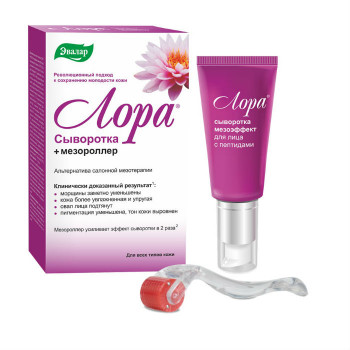 Эвалар
Революционный подход
к сохранению молодости кожи
Лора®
Сыворотка
+мезороллер
Альтернатива салонной мезотерапии
Клинически доказанный результат¹:
• морщины заметно уменьшены
• кожа более увлажненная и упругая
• овал лица подтянут
• пигментация уменьшена, тон кожи выровнен
Мезороллер усиливает эффект сыворотки в 2 раза²
Для всех типов кожи
Лора®
сыворотка
мезоэффект
для лица
с пептидами